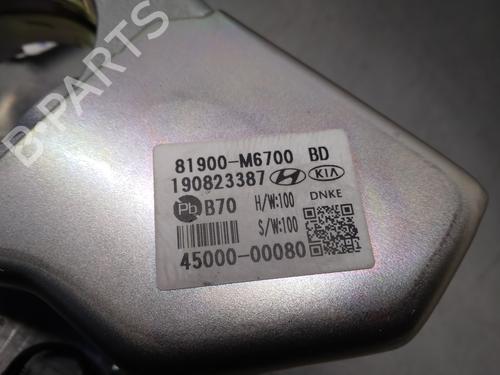 81900-M6700 BD
190823387 KIA
Pb B70 H/W:100 DNKE
S/W:100
45000-00080
B-PARTS